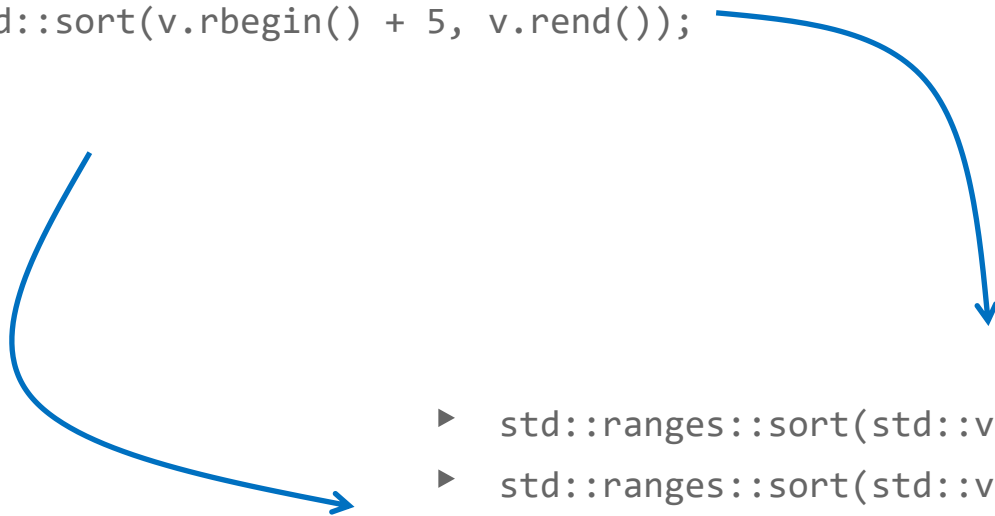 d::sort(v.rbegin() + 5, v.rend());
▶ std::ranges::sort(std::v
▶ std::ranges::sort(std::v